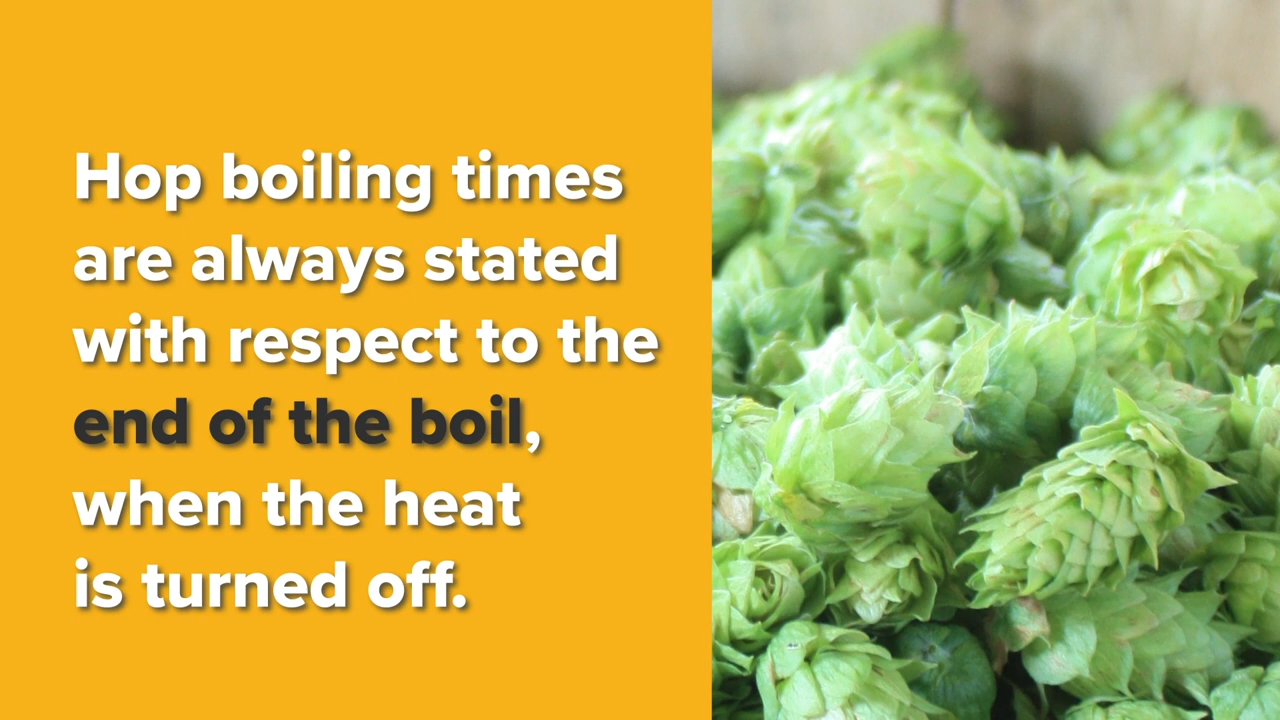 Hop boiling times
are always stated
with respect to the
end of the boil,
when the heat
is turned off.